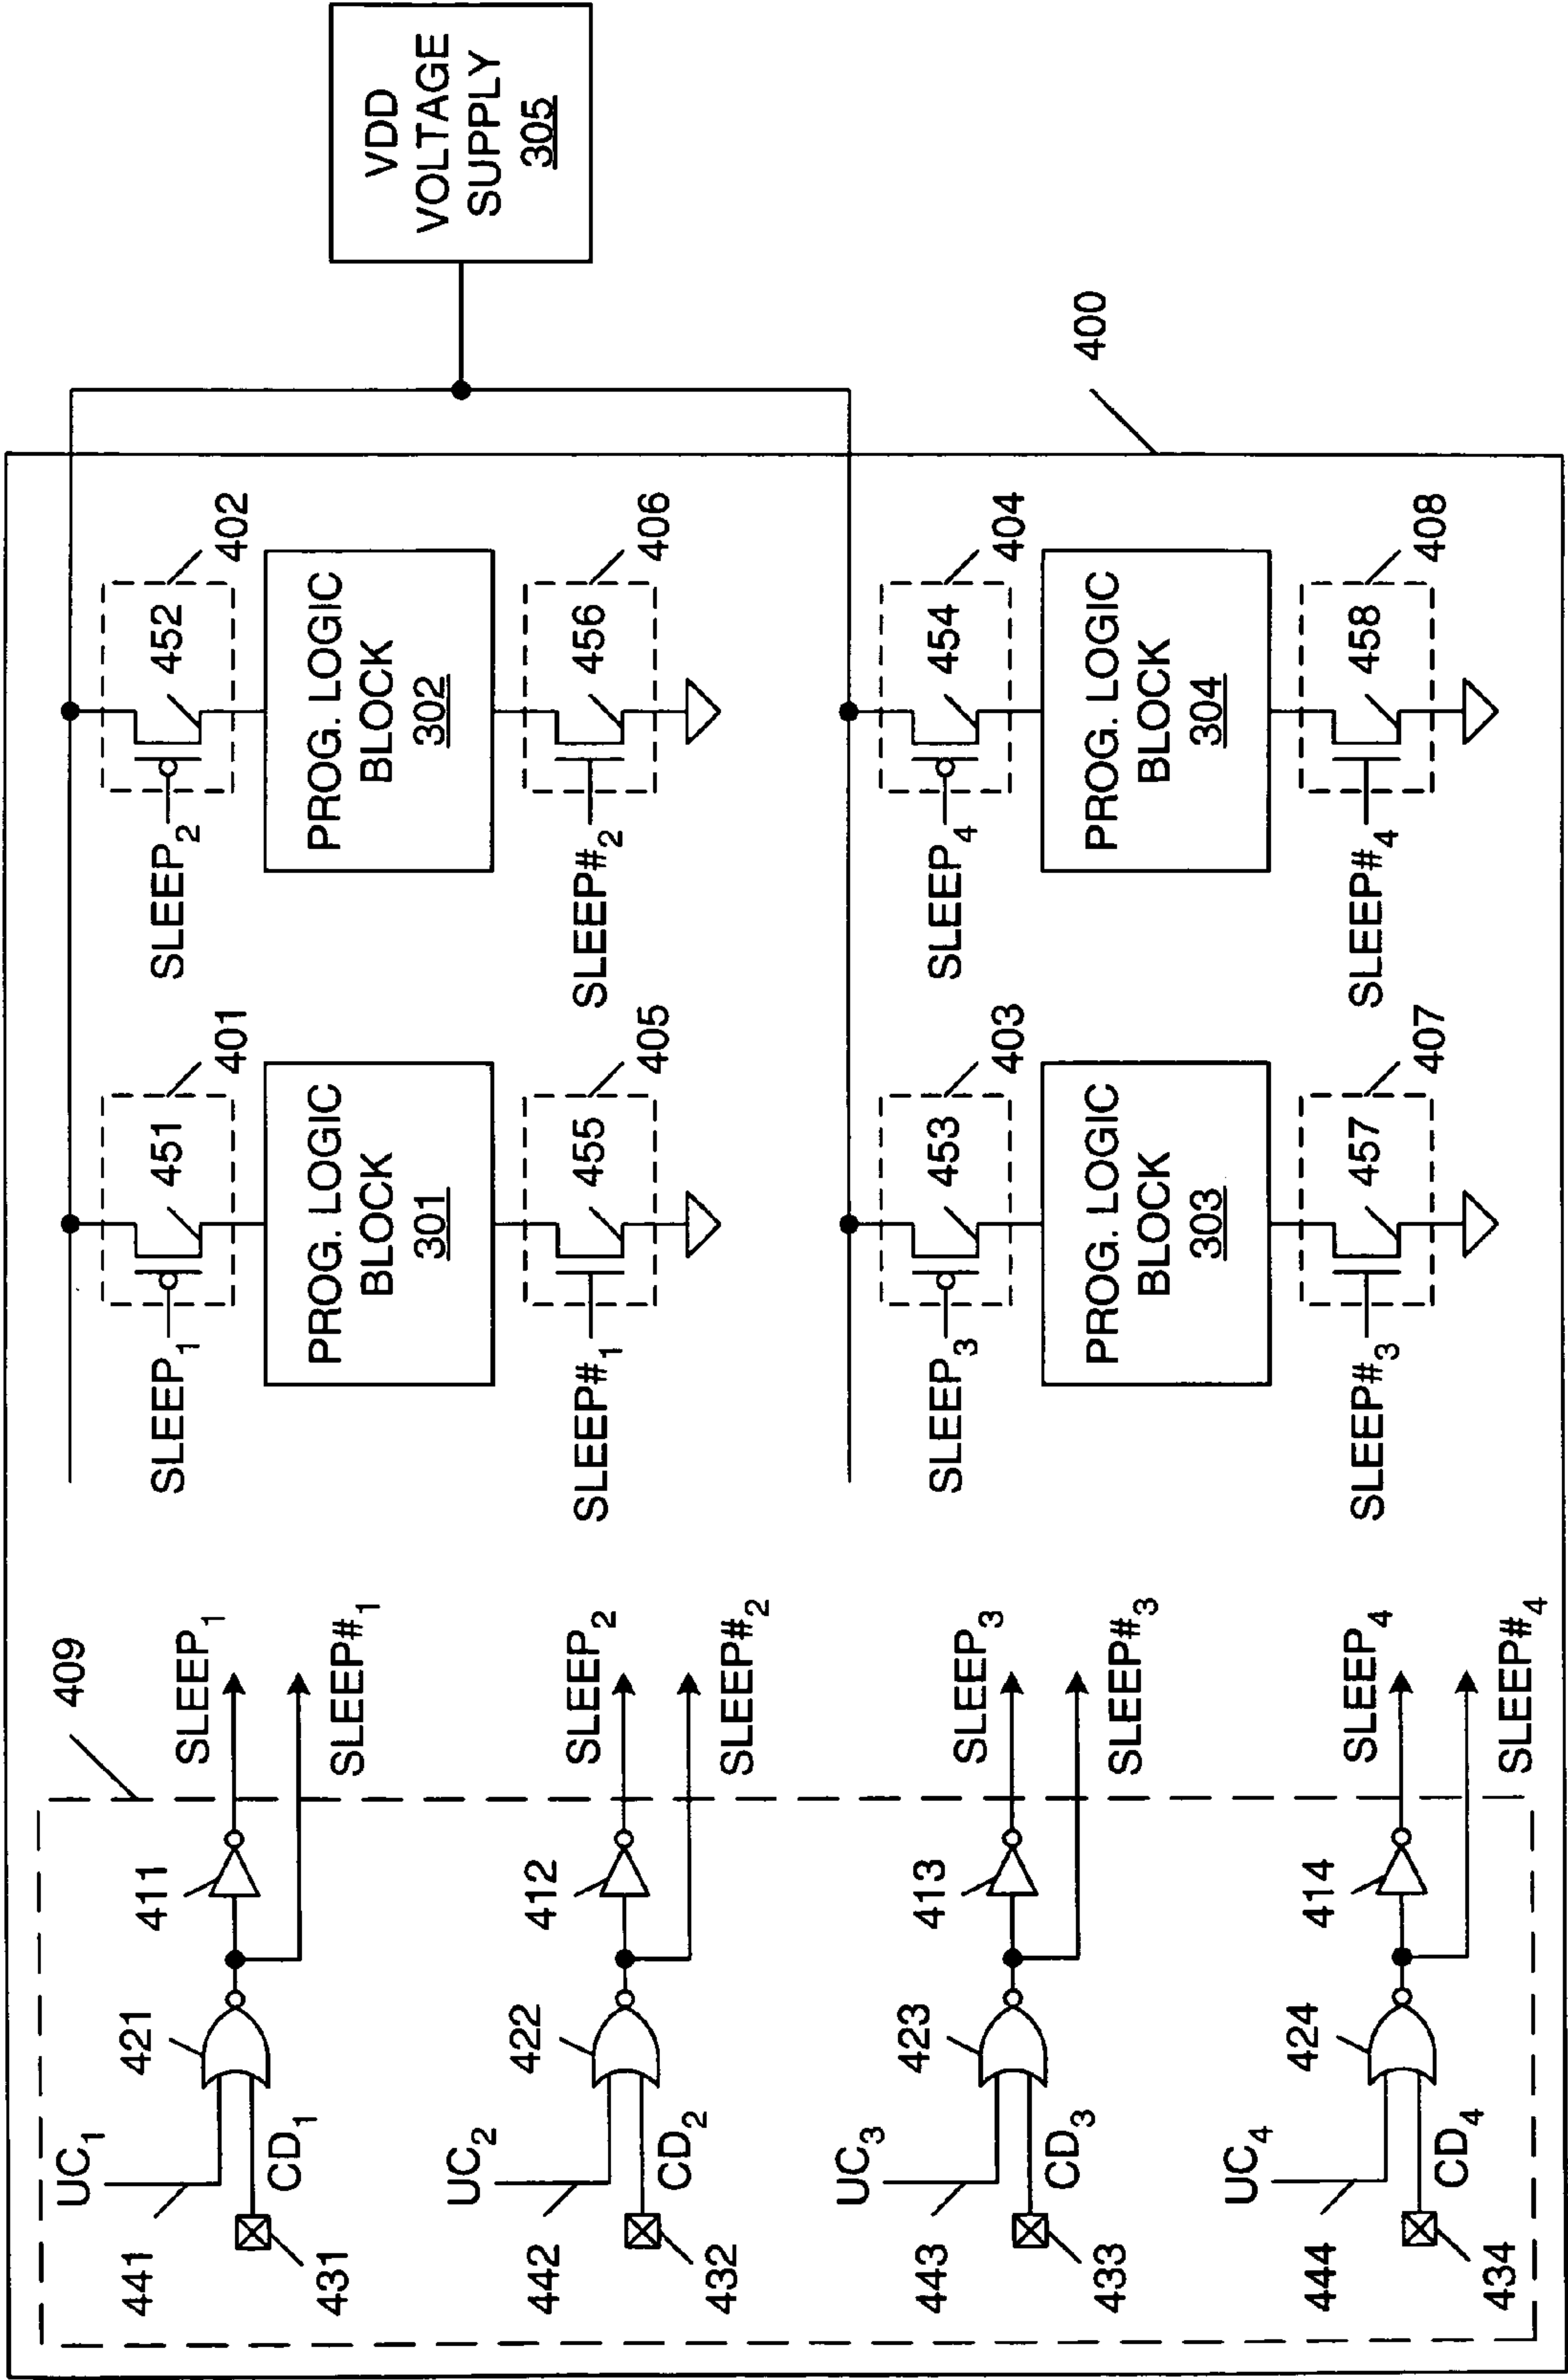 409
UC1
441
421
411
SLEEP1
CD1
431
SLEEP#1
UC2
442
422
412
SLEEP2
CD2
432
SLEEP#2
UC3
443
423
413
SLEEP3
CD3
433
SLEEP#3
UC4
444
424
414
SLEEP4
CD4
434
SLEEP#4
SLEEP1
451
401
PROG. LOGIC
BLOCK
301
SLEEP#1
455
405
SLEEP2
452
402
PROG. LOGIC
BLOCK
302
SLEEP#2
456
406
SLEEP3
453
403
PROG. LOGIC
BLOCK
303
SLEEP#3
457
407
SLEEP4
454
404
PROG. LOGIC
BLOCK
304
SLEEP#4
458
408
VDD
VOLTAGE
SUPPLY
305
400